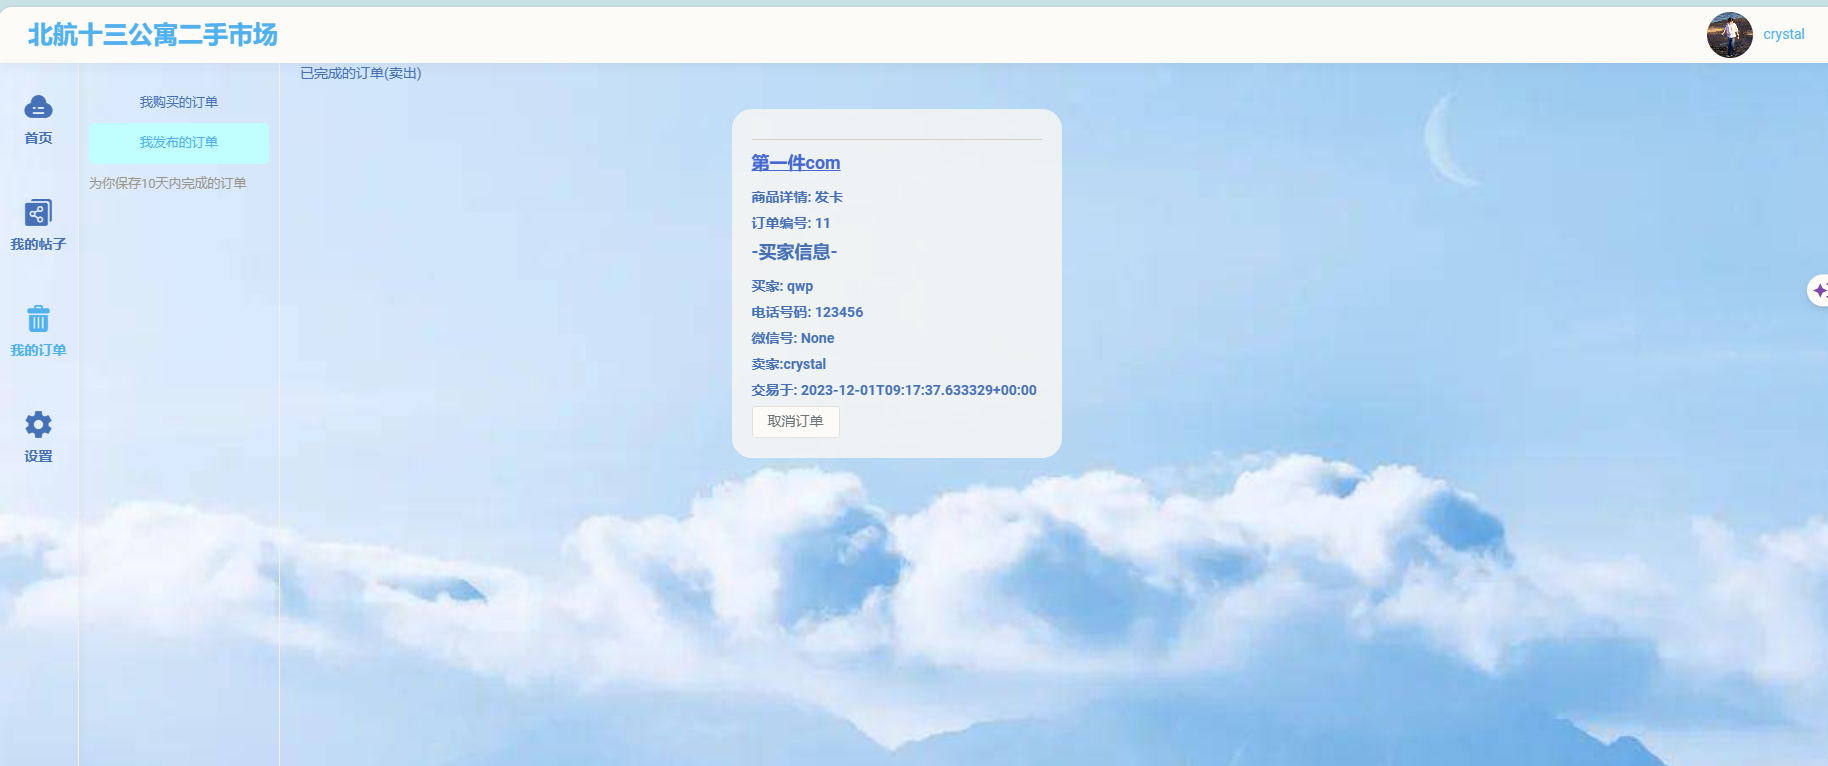 北航十三公寓二手市场
crystal
首页
我的帖子
我的订单
设置
我购买的订单
我发布的订单
为你保存10天内完成的订单
已完成的订单(卖出)
第一件com
商品详情: 发卡
订单编号: 11
-买家信息-
买家: qwp
电话号码: 123456
微信号: None
卖家:crystal
交易于: 2023-12-01T09:17:37.633329+00:00
取消订单